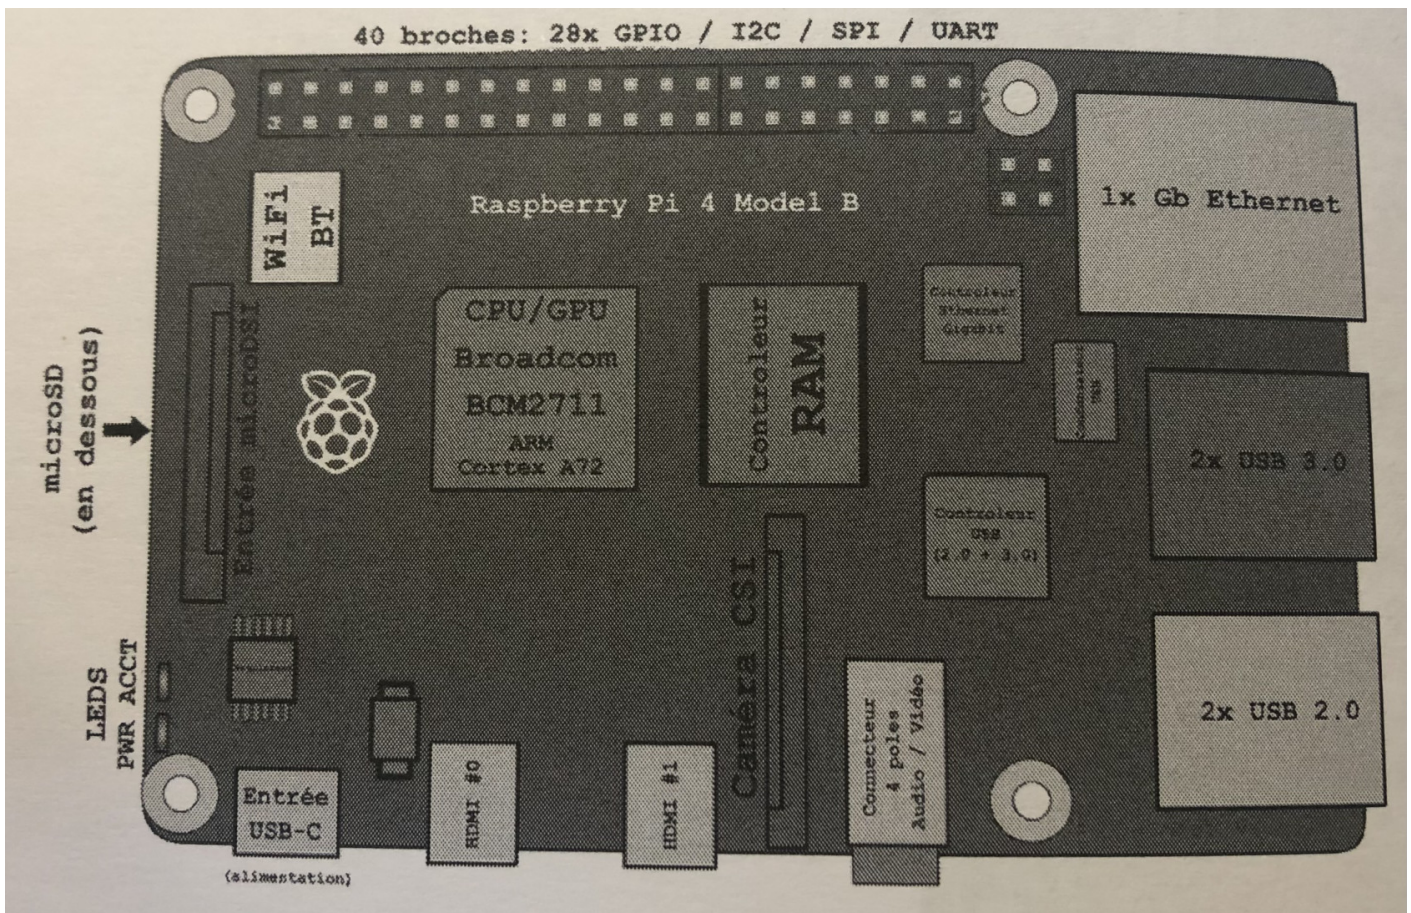 40 broches: 28x GPIO / I2C / SPI / UART
WiFi
BT
Raspberry Pi 4 Model B
1x Gb Ethernet
microSD
(en dessous)
Entrée microDSI
CPU/GPU
Broadcom
BCM2711
ARM
Cortex A72
Controleur
RAM
Controleur
Ethernet
Gigabit
2x USB 3.0
Controleur
USB
(2.0 + 3.0)
LEDS
PWR ACCT
Caméra CSI
2x USB 2.0
Entrée
USB-C
(alimestation)
HDMI #0
HDMI #1
Connecteur
4 poles
Audio / Vidéo